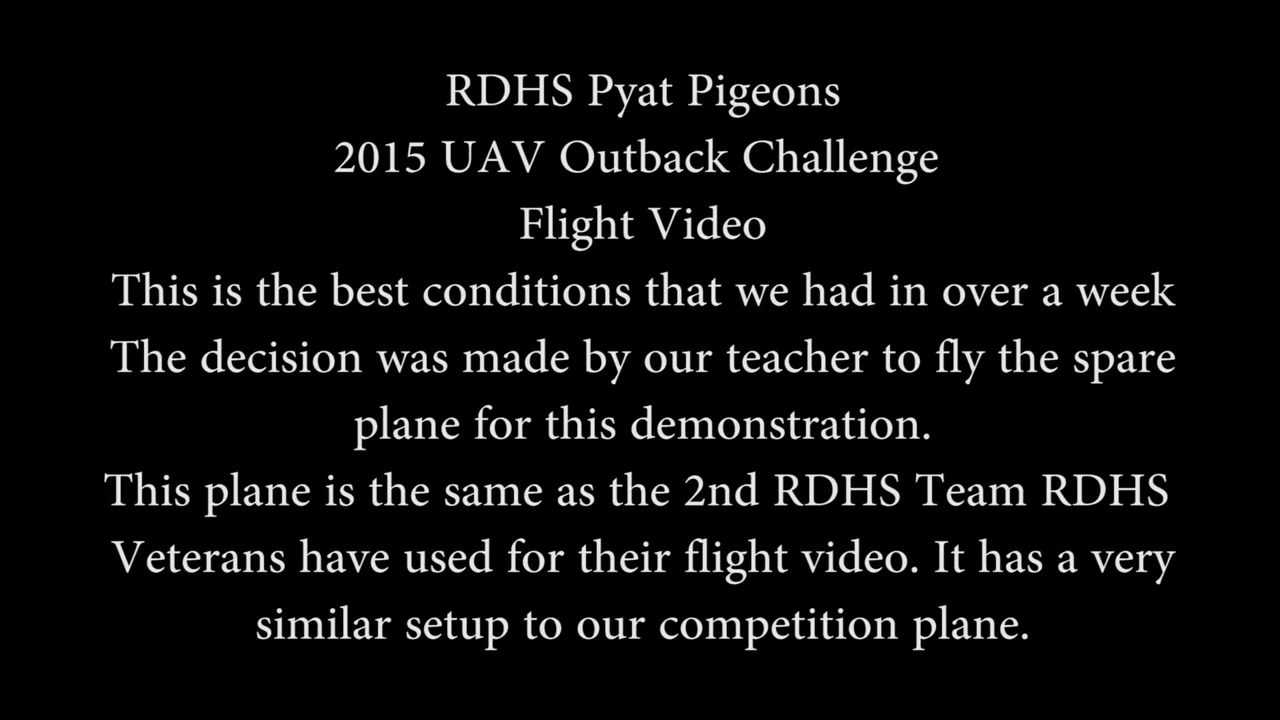 RDHS Pyat Pigeons
2015 UAV Outback Challenge
Flight Video
This is the best conditions that we had in over a week
The decision was made by our teacher to fly the spare
plane for this demonstration.
This plane is the same as the 2nd RDHS Team RDHS
Veterans have used for their flight video. It has a very
similar setup to our competition plane.